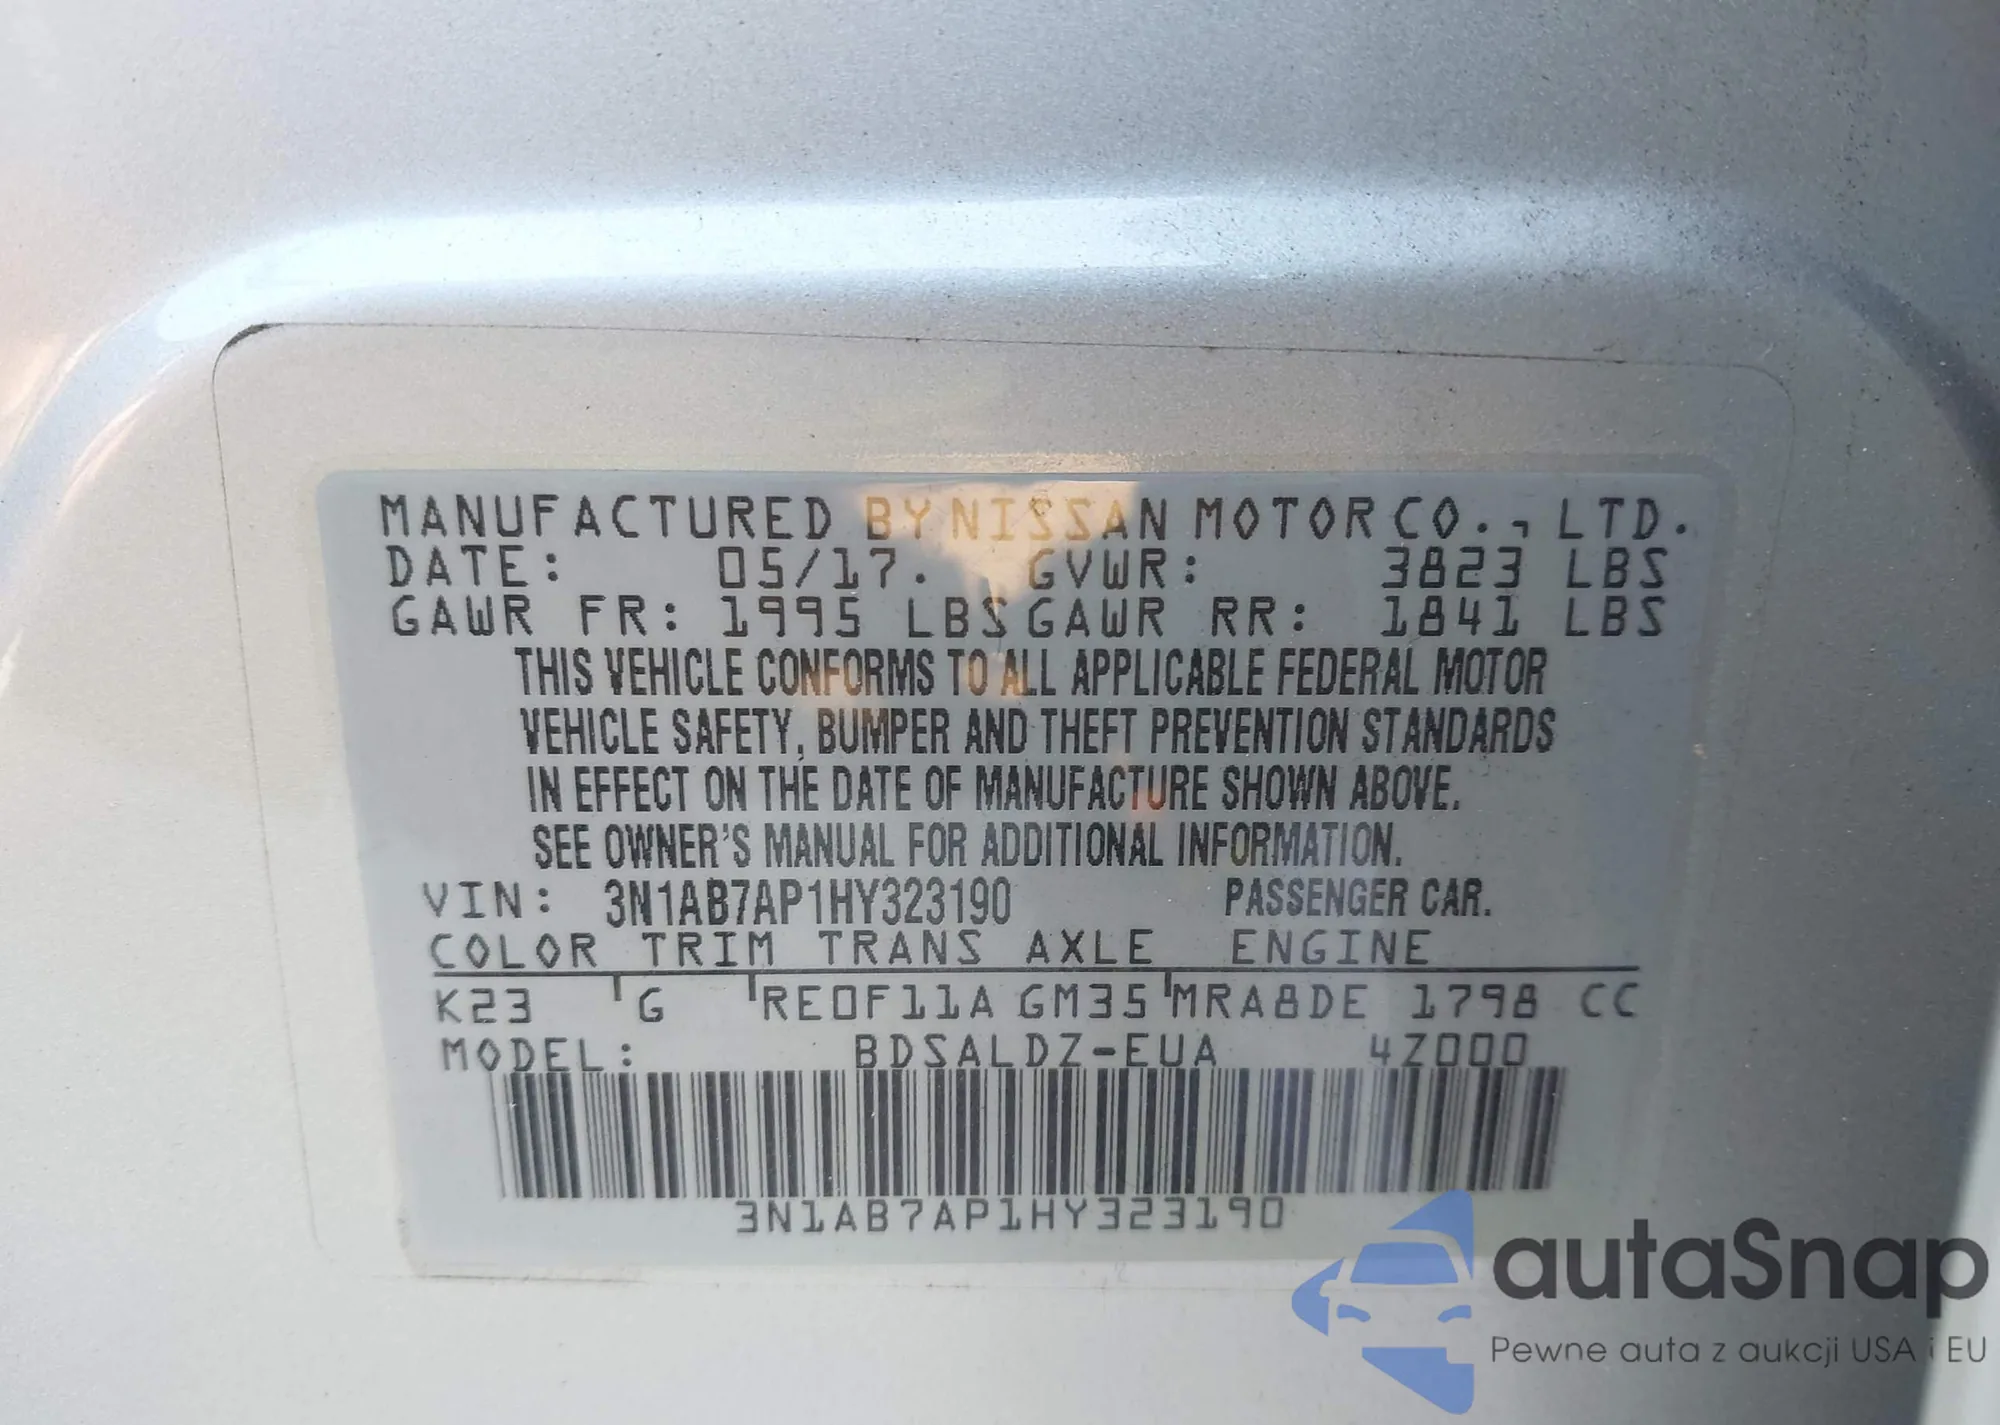 MANUFACTURED BY NISSAN MOTOR CO., LTD.
DATE: 05/17. GVWR: 3823 LBS
GAWR FR: 1995 LBS GAWR RR: 1841 LBS
THIS VEHICLE CONFORMS TO ALL APPLICABLE FEDERAL MOTOR
VEHICLE SAFETY, BUMPER AND THEFT PREVENTION STANDARDS
IN EFFECT ON THE DATE OF MANUFACTURE SHOWN ABOVE.
SEE OWNER'S MANUAL FOR ADDITIONAL INFORMATION.
VIN: 3N1AB7AP1HY323190 PASSENGER CAR.
COLOR TRIM TRANS AXLE ENGINE
K23 G RE0F11A GM35 MRA8DE 1798 CC
MODEL: BDSALDZ-EUA 4Z000
3N1AB7AP1HY323190
autaSnap
Pewne auta z aukcji USA i EU